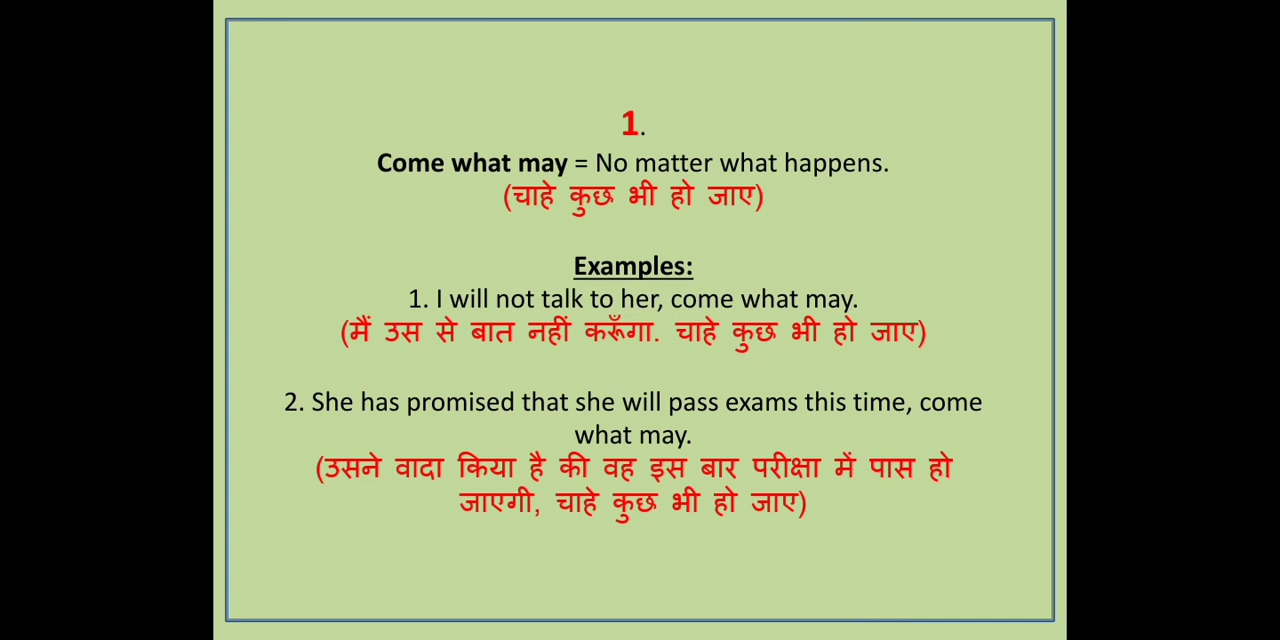 1.
Come what may = No matter what happens.
(चाहे कुछ भी हो जाए)
Examples:
1. I will not talk to her, come what may.
(मैं उस से बात नहीं करूँगा. चाहे कुछ भी हो जाए)
2. She has promised that she will pass exams this time, come
what may.
(उसने वादा किया है की वह इस बार परीक्षा में पास हो
जाएगी, चाहे कुछ भी हो जाए)